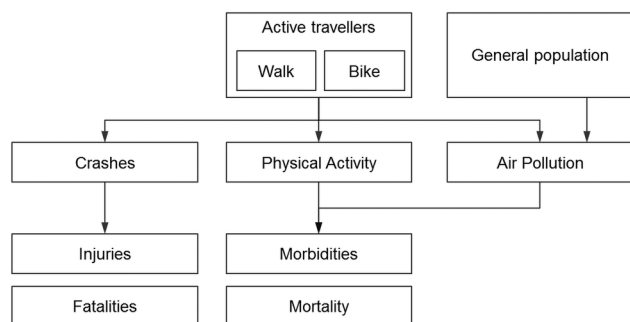 Active travellers
Walk
Bike
General population
Crashes
Physical Activity
Air Pollution
Injuries
Morbidities
Fatalities
Mortality